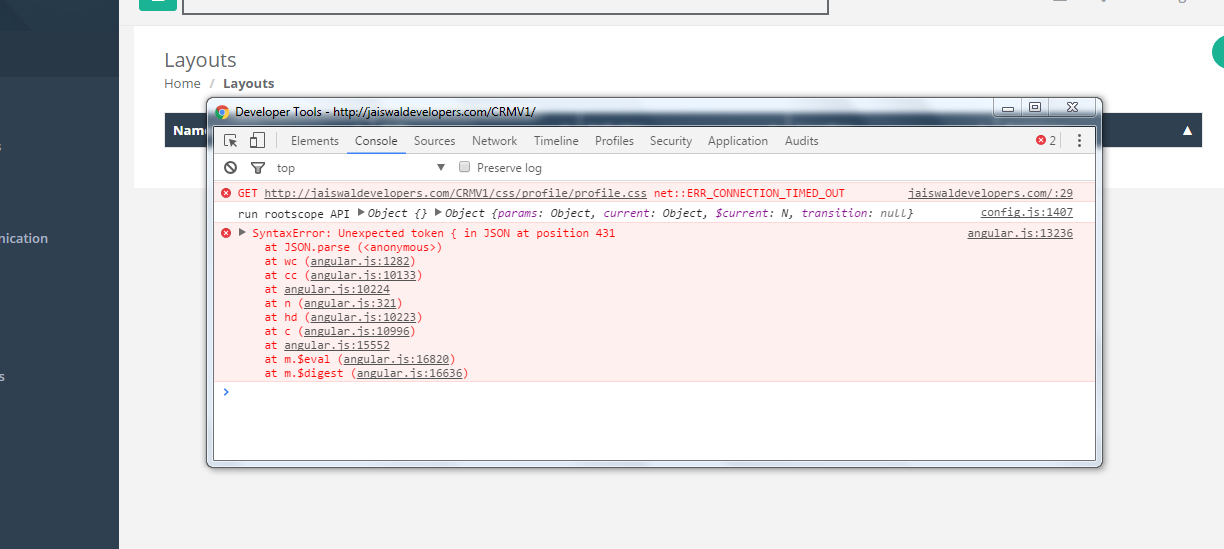 Layouts
Home / Layouts
Developer Tools - http://jaiswaldevelopers.com/CRMV1/
Name
Elements Console Sources Network Timeline Profiles Security Application Audits 2
top Preserve log
GET http://jaiswaldevelopers.com/CRMV1/css/profile/profile.css net::ERR_CONNECTION_TIMED_OUT jaiswaldevelopers.com/:29
run rootscope API Object {} Object {params: Object, current: Object, $current: N, transition: null} config.js:1407
SyntaxError: Unexpected token { in JSON at position 431 angular.js:13236
at JSON.parse (<anonymous>)
at wc (angular.js:1282)
at cc (angular.js:10133)
at angular.js:10224
at n (angular.js:321)
at hd (angular.js:10223)
at c (angular.js:10996)
at angular.js:15552
at m.$eval (angular.js:16820)
at m.$digest (angular.js:16636)
nication
s